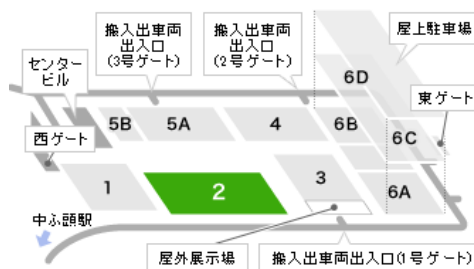 搬入出車両
出入口
(3号ゲート)
搬入出車両
出入口
(2号ゲート)
屋上駐車場
センター
ビル
6D
東ゲート
5B
5A
4
6B
6C
西ゲート
1
2
3
6A
中ふ頭駅
屋外展示場
搬入出車両出入口(1号ゲート)